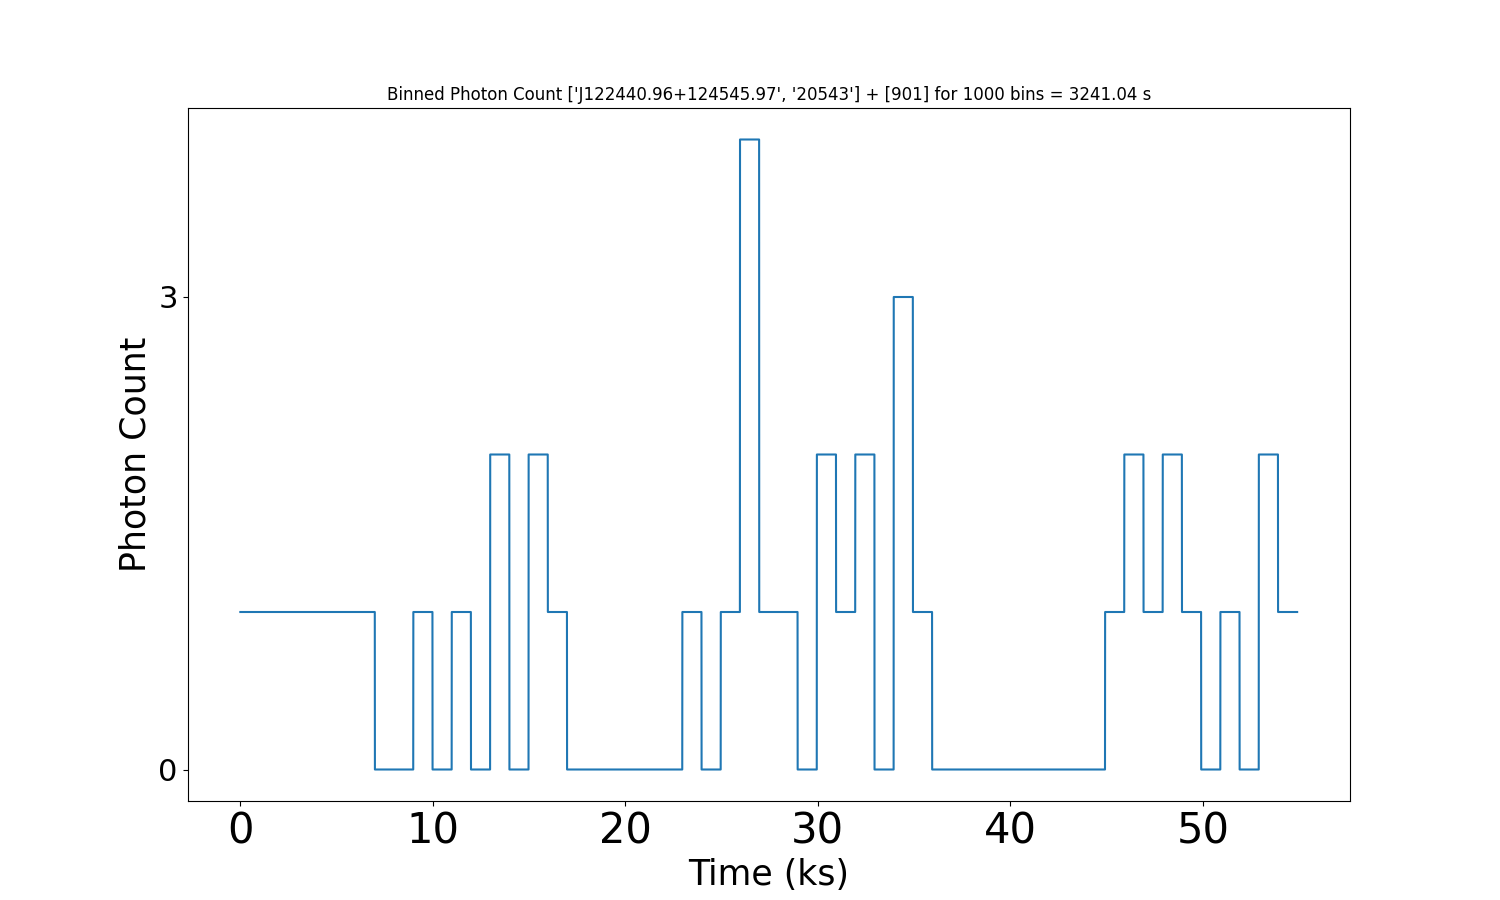 Binned Photon Count ['J122440.96+124545.97', '20543'] + [901] for 1000 bins = 3241.04 s
Photon Count
3
0
0 10 20 30 40 50
Time (ks)